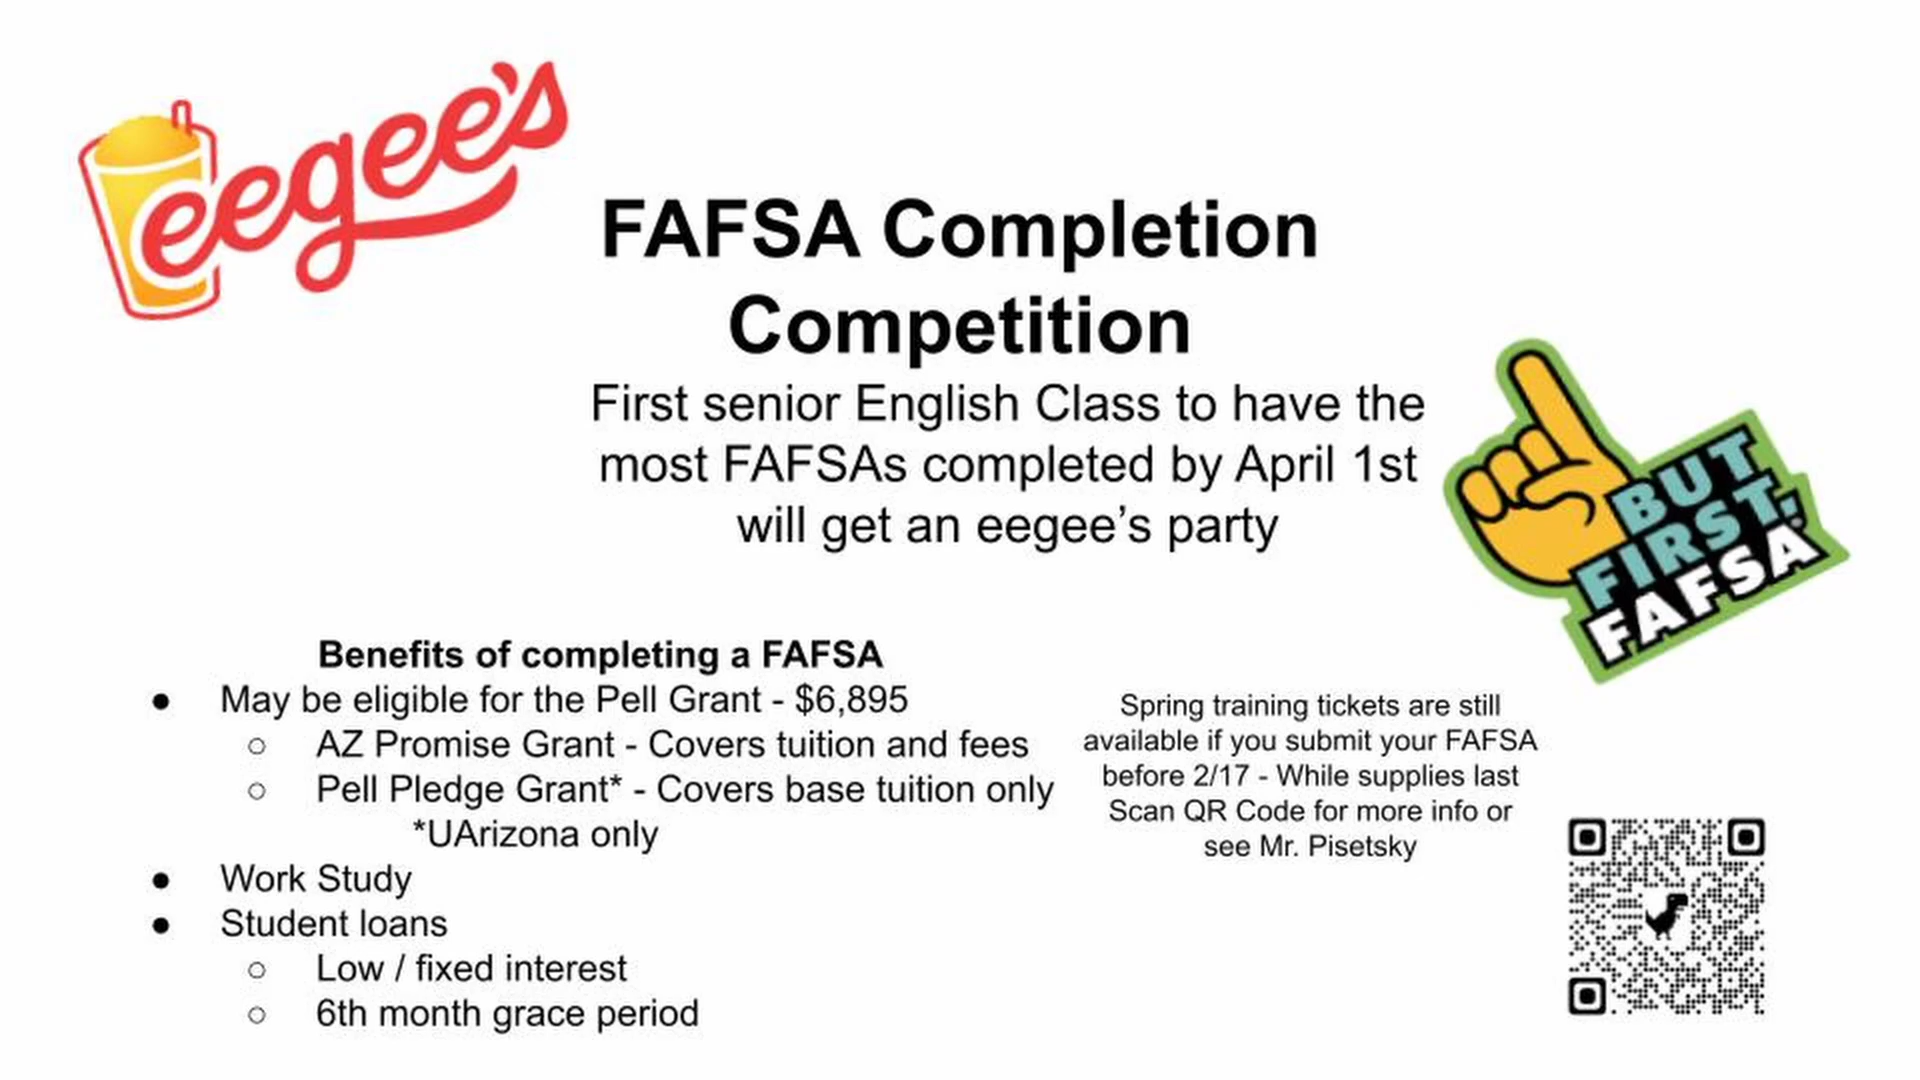 eegee's
FAFSA Completion
Competition
First senior English Class to have the
most FAFSAs completed by April 1st
will get an eegee’s party
BUT
FIRST,
FAFSA®
Benefits of completing a FAFSA
● May be eligible for the Pell Grant - $6,895
○ AZ Promise Grant - Covers tuition and fees
○ Pell Pledge Grant* - Covers base tuition only
*UArizona only
● Work Study
● Student loans
○ Low / fixed interest
○ 6th month grace period
Spring training tickets are still
available if you submit your FAFSA
before 2/17 - While supplies last
Scan QR Code for more info or
see Mr. Pisetsky